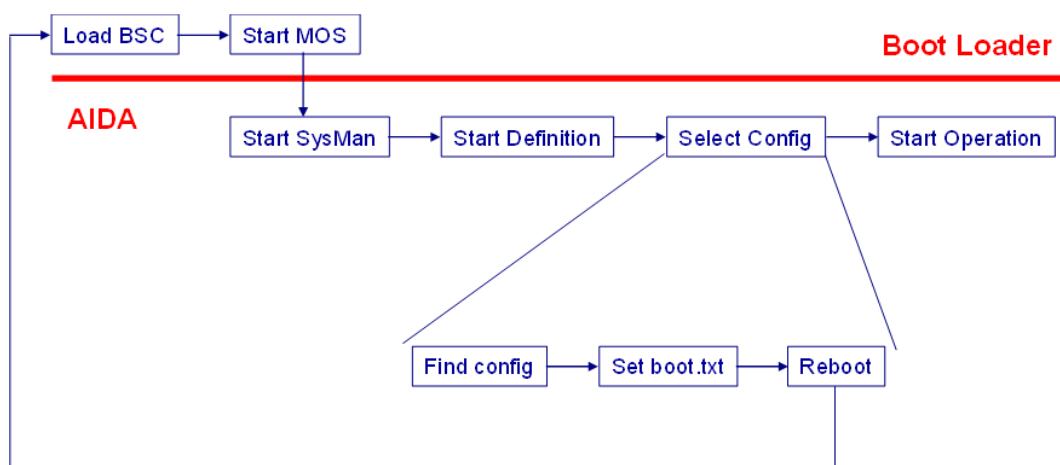 Load BSC
Start MOS
Boot Loader
AIDA
Start SysMan
Start Definition
Select Config
Start Operation
Find config
Set boot.txt
Reboot